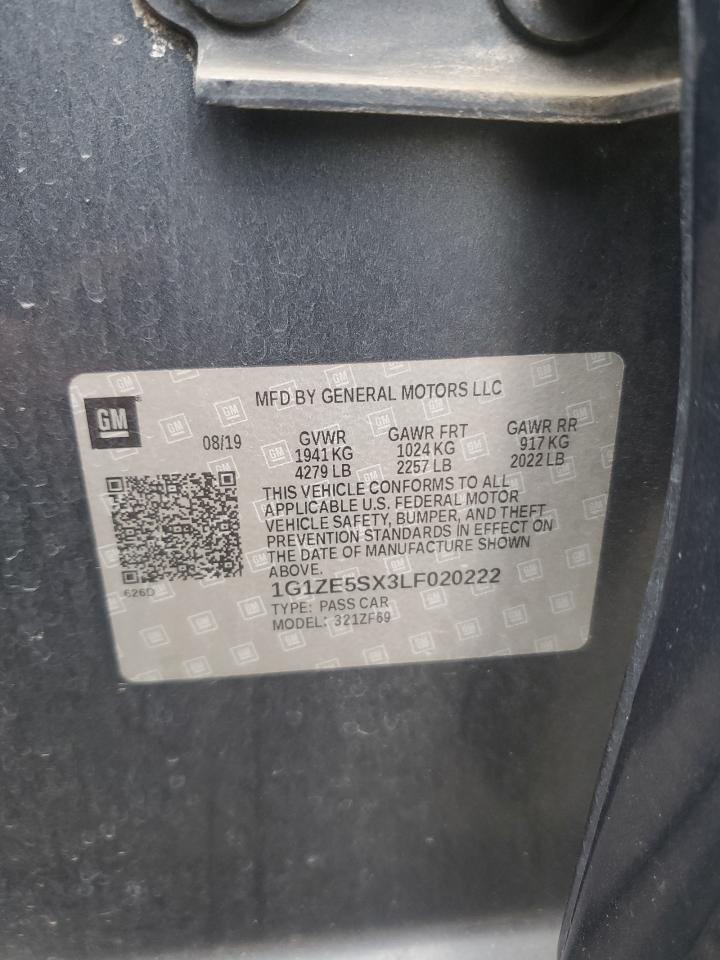 GM
MFD BY GENERAL MOTORS LLC
08/19
GVWR
1941 KG
4279 LB
GAWR FRT
1024 KG
2257 LB
GAWR RR
917 KG
2022 LB
THIS VEHICLE CONFORMS TO ALL
APPLICABLE U.S. FEDERAL MOTOR
VEHICLE SAFETY, BUMPER, AND THEFT
PREVENTION STANDARDS IN EFFECT ON
THE DATE OF MANUFACTURE SHOWN
ABOVE.
626D
1G1ZE5SX3LF020222
TYPE: PASS CAR
MODEL: 321ZF69